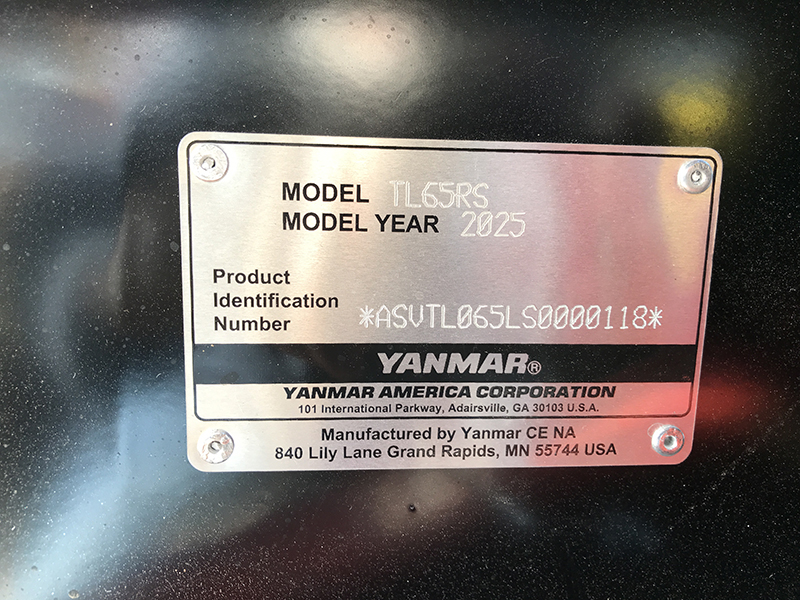 MODEL TL65RS
MODEL YEAR 2025
Product
Identification
Number *ASVTL065LS0000118*
YANMAR®
YANMAR AMERICA CORPORATION
101 International Parkway, Adairsville, GA 30103 U.S.A.
Manufactured by Yanmar CE NA
840 Lily Lane Grand Rapids, MN 55744 USA